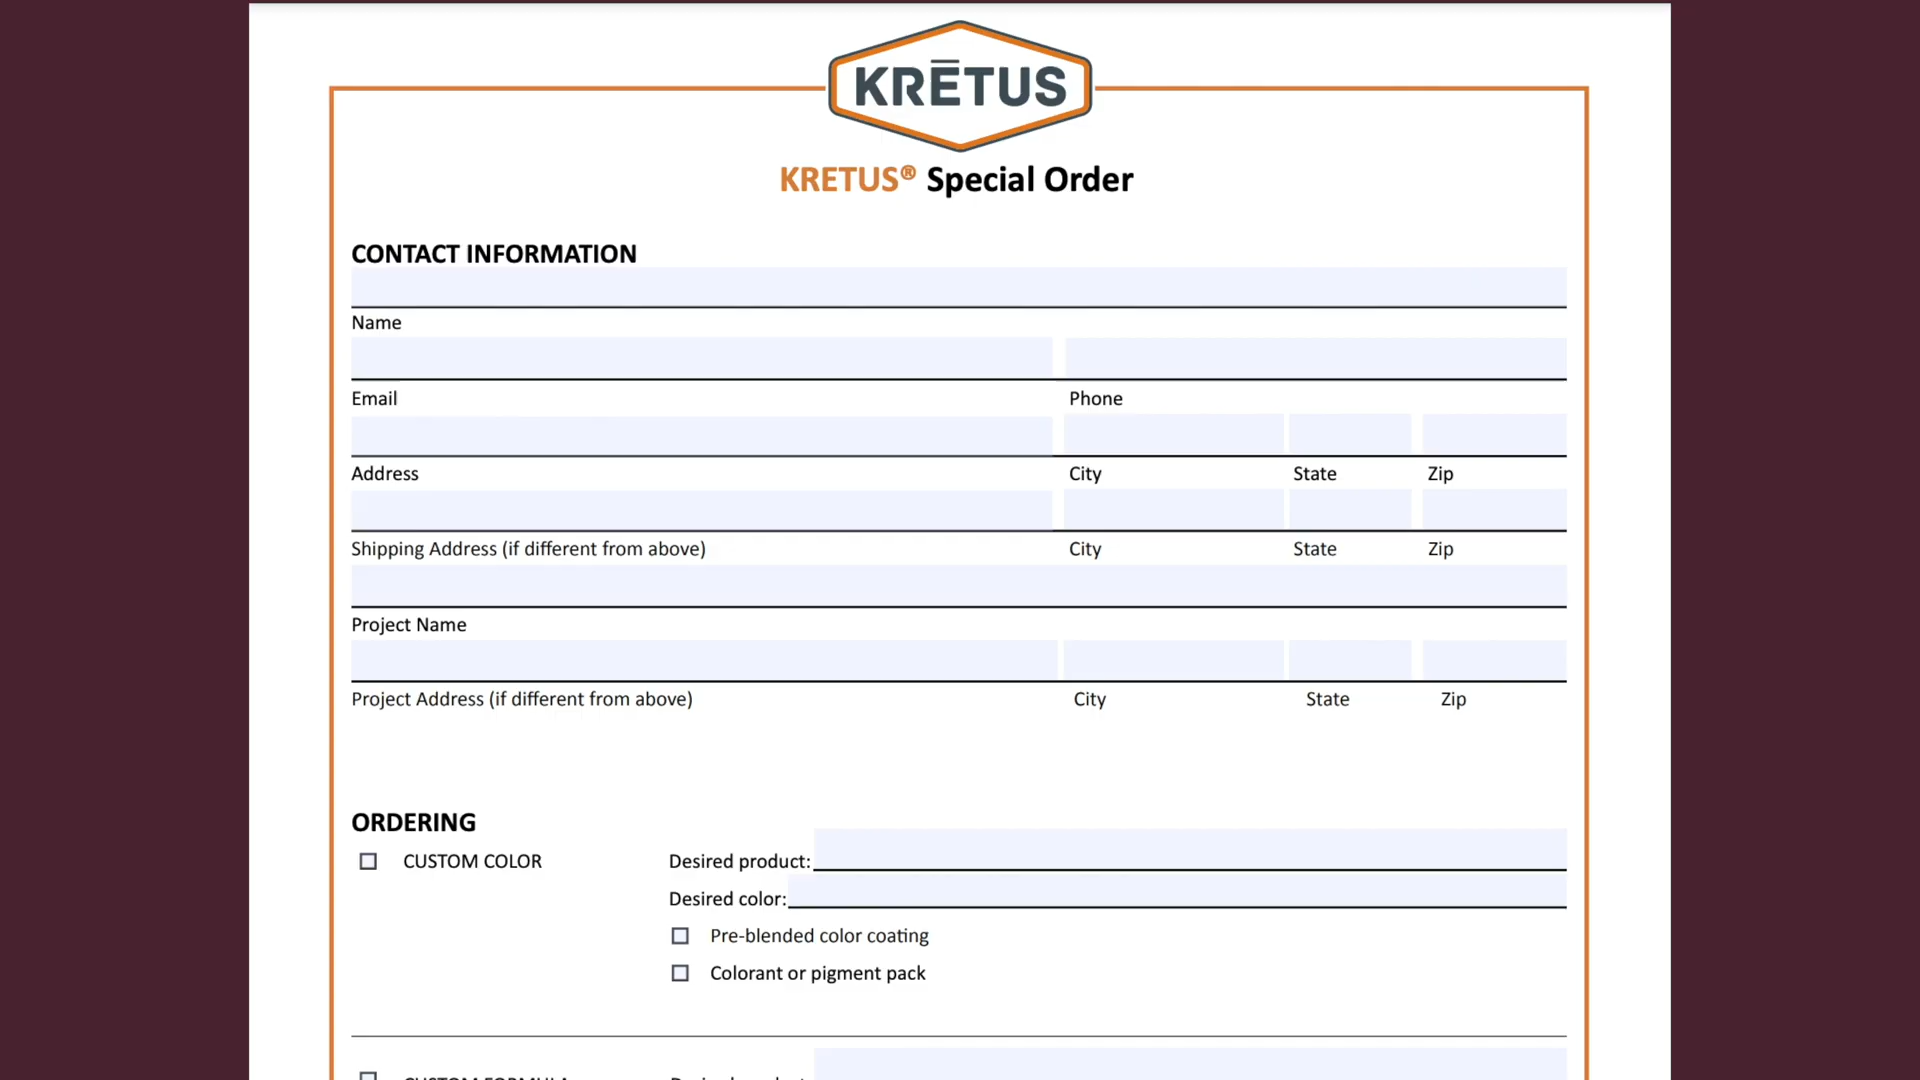 KRĒTUS
KRETUS® Special Order
CONTACT INFORMATION
Name
Email Phone
Address City State Zip
Shipping Address (if different from above) City State Zip
Project Name
Project Address (if different from above) City State Zip
ORDERING
CUSTOM COLOR Desired product:
Desired color:
Pre-blended color coating
Colorant or pigment pack